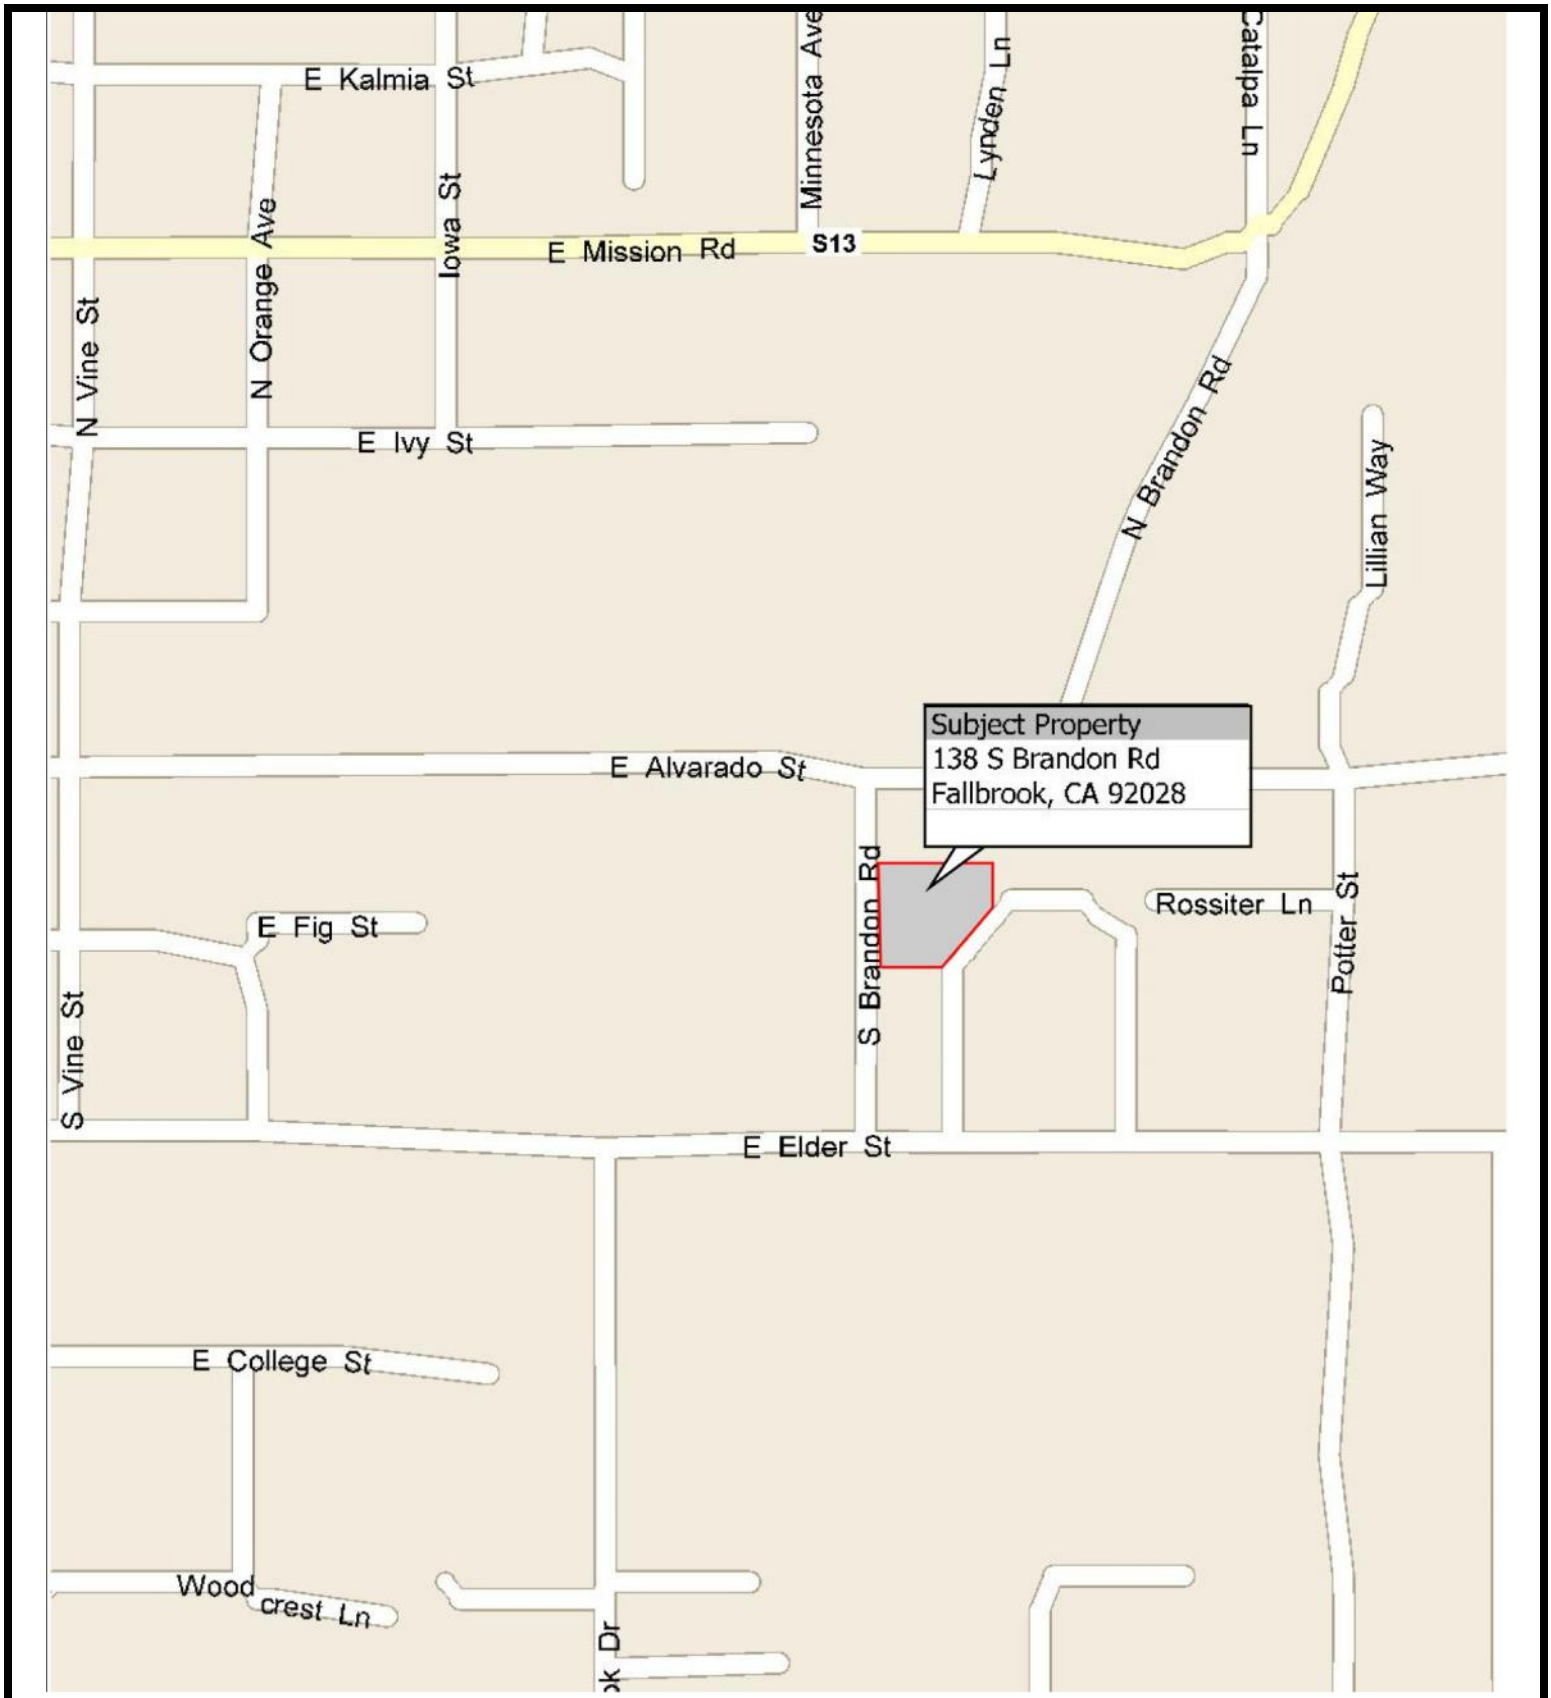 E Kalmia St
Minnesota Ave
Lynden Ln
Catalpa Ln
Iowa St
N Orange Ave
E Mission Rd
S13
N Vine St
E Ivy St
N Brandon Rd
Lillian Way
Subject Property
138 S Brandon Rd
Fallbrook, CA 92028
E Alvarado St
S Brandon Rd
Rossiter Ln
Potter St
E Fig St
S Vine St
E Elder St
E College St
Wood
crest Ln
ok Dr